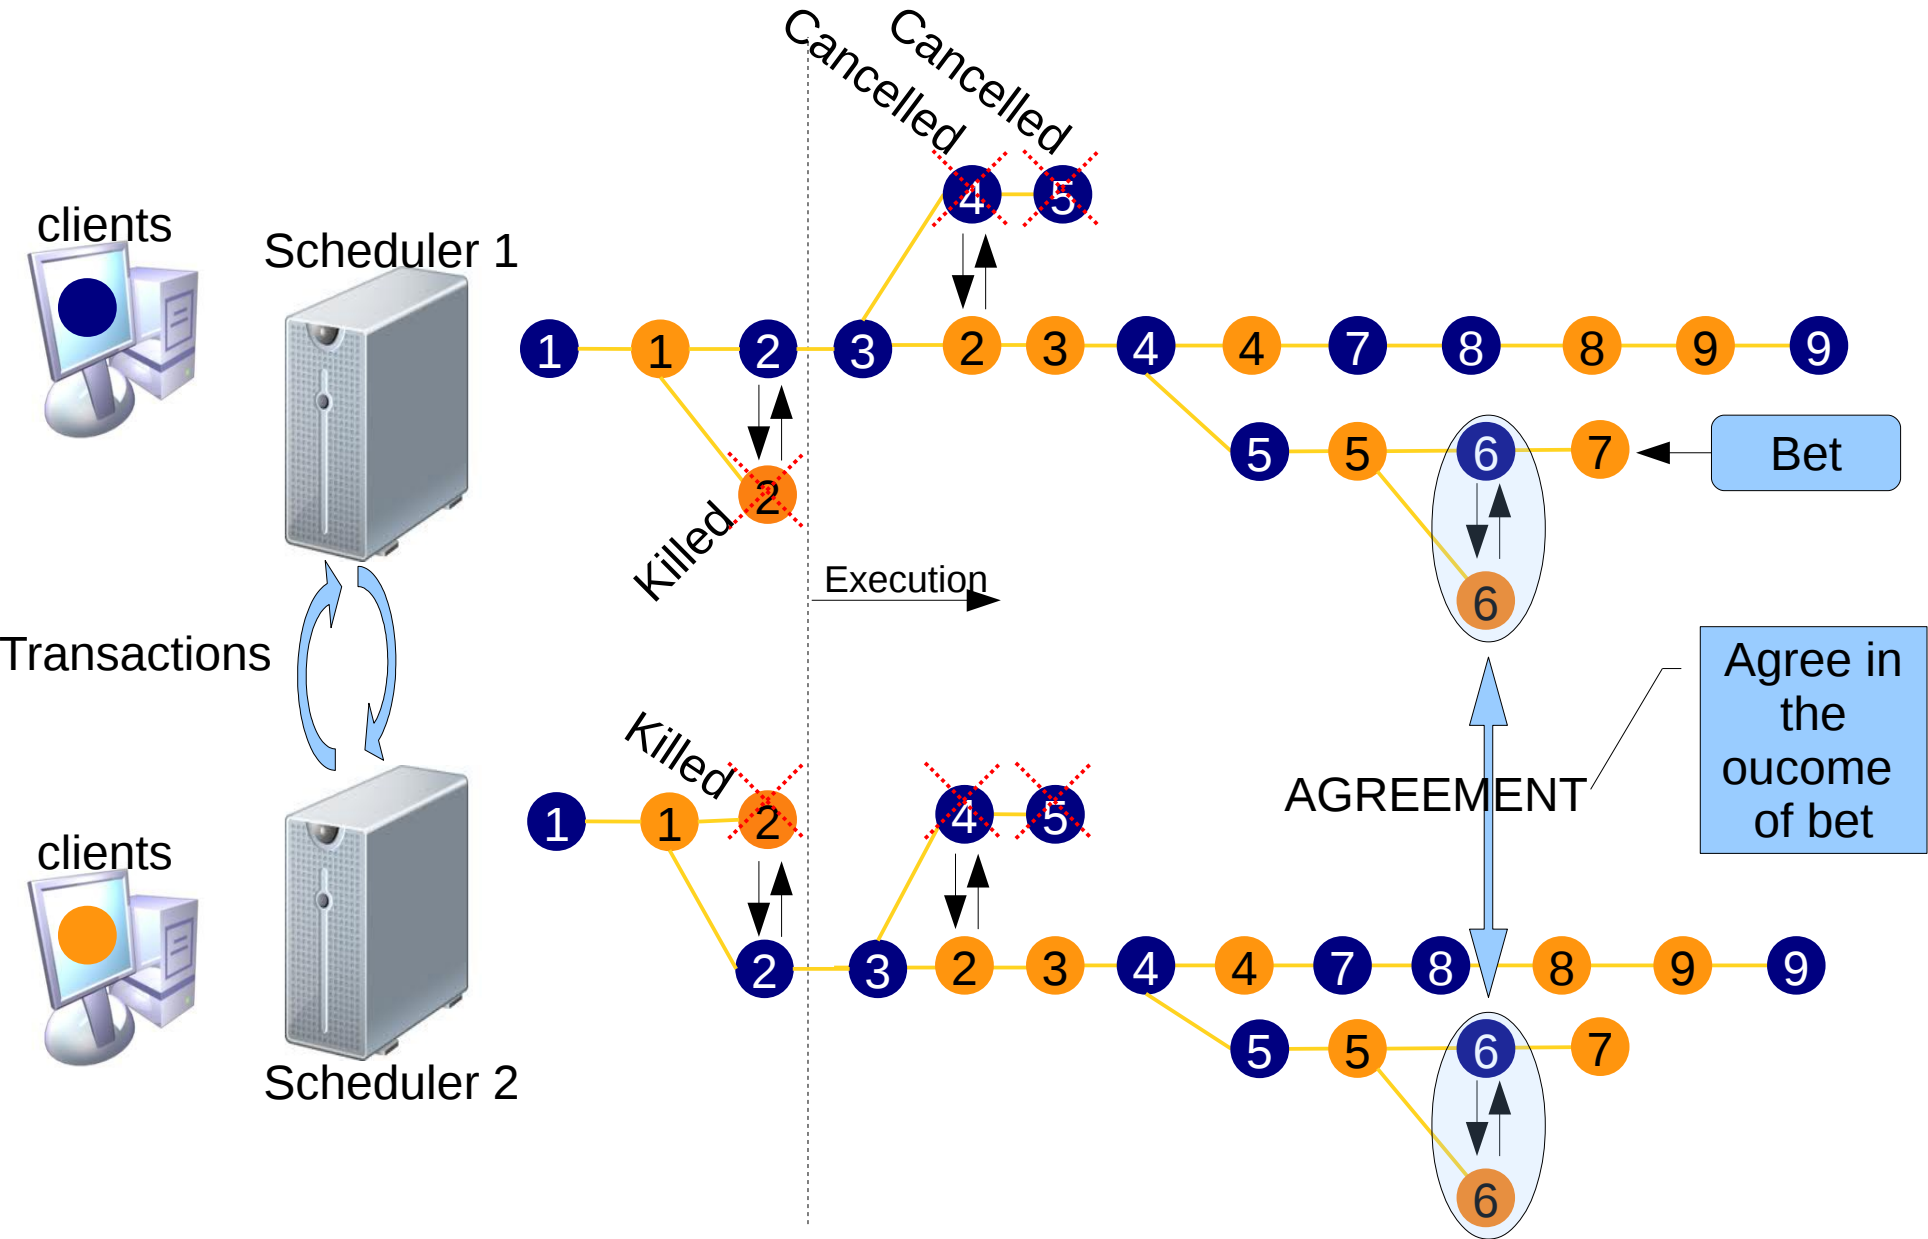 Cancelled
Cancelled
4 5
clients
Scheduler 1
1 1 2 3 2 3 4 4 7 8 8 9 9
5 5 6 7
Bet
2
Killed
Execution
6
Transactions
Agree in
the
oucome
of bet
Killed
AGREEMENT
1 1 2 4 5
clients
2 3 2 3 4 4 7 8 8 9 9
5 5 6 7
Scheduler 2
6